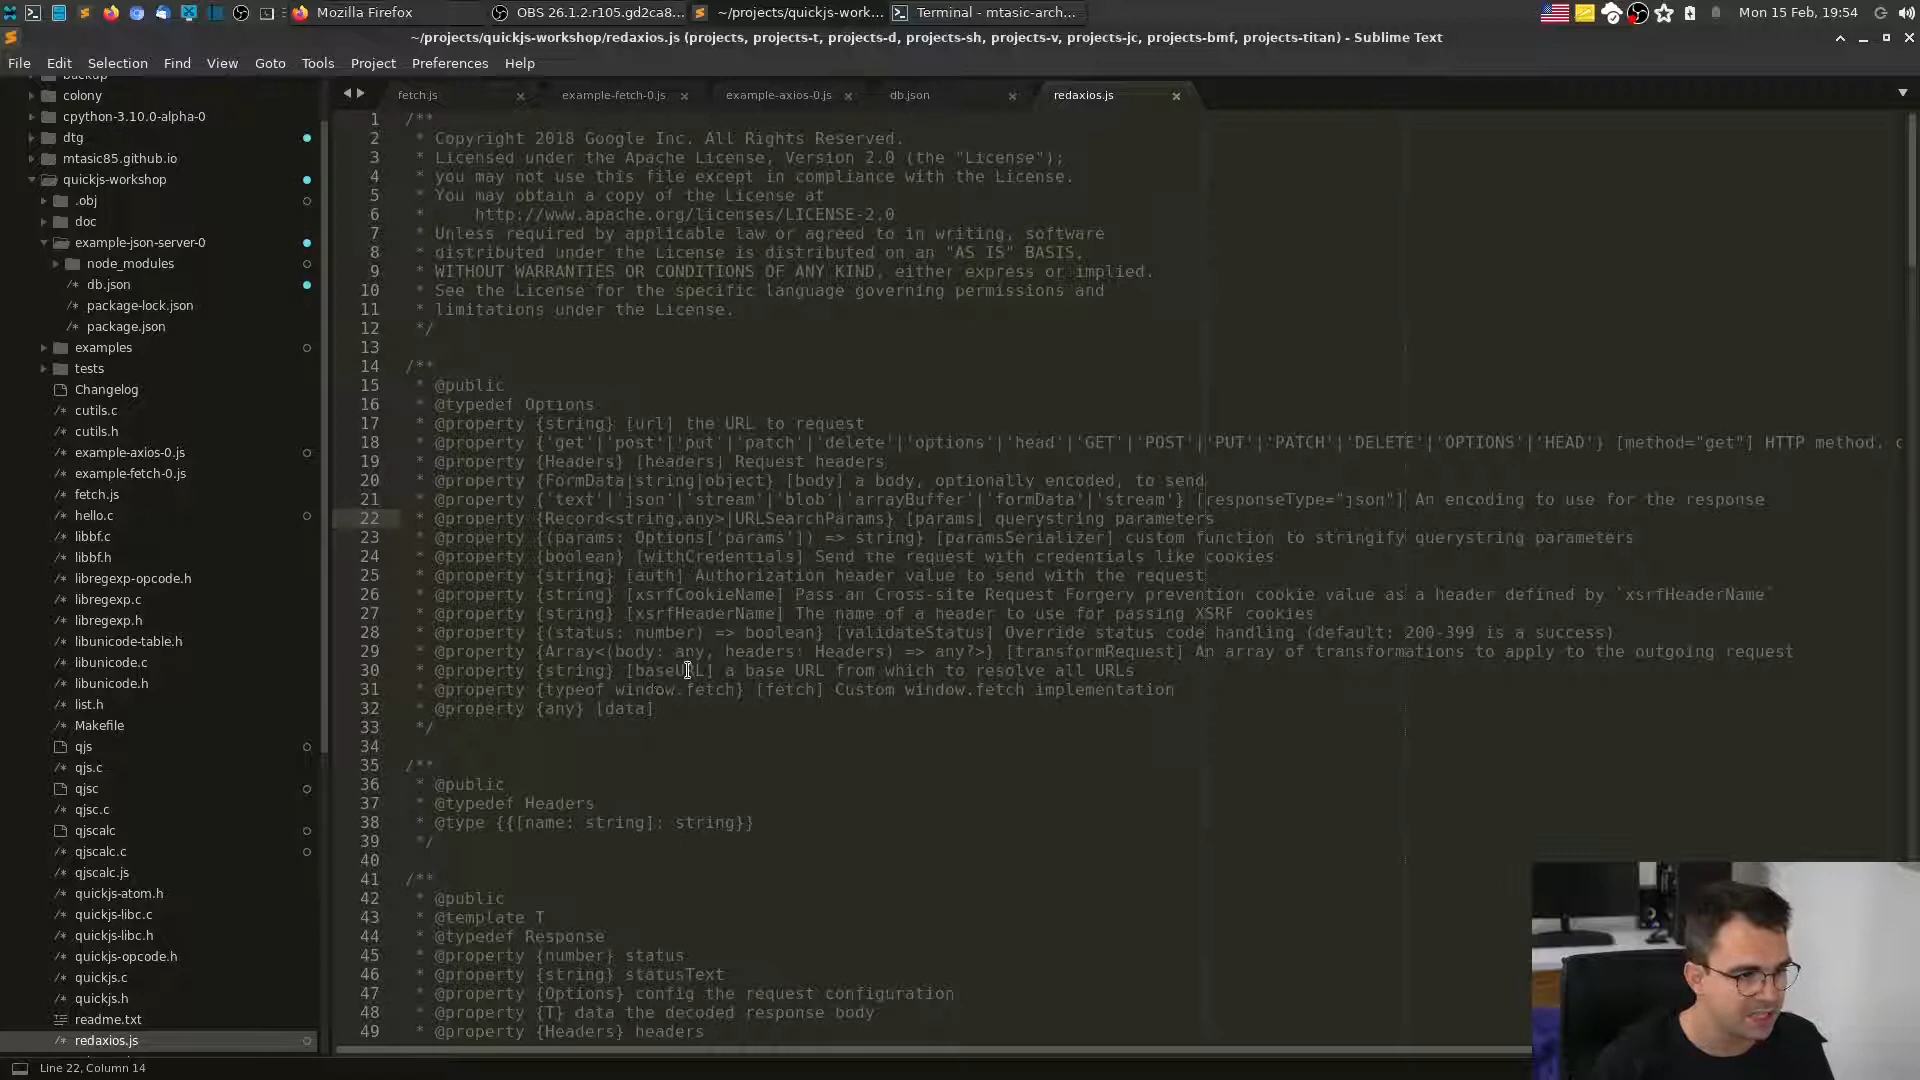 Mozilla Firefox
OBS 26.1.2.r105.gd2ca8...
~/projects/quickjs-work...
Terminal - mtasic-arch...
Mon 15 Feb, 19:54
~/projects/quickjs-workshop/redaxios.js (projects, projects-t, projects-d, projects-sh, projects-v, projects-jc, projects-bmf, projects-titan) - Sublime Text
File Edit Selection Find View Goto Tools Project Preferences Help
backup
colony
cpython-3.10.0-alpha-0
dtg
mtasic85.github.io
quickjs-workshop
.obj
doc
example-json-server-0
node_modules
db.json
package-lock.json
package.json
examples
tests
Changelog
cutils.c
cutils.h
example-axios-0.js
example-fetch-0.js
fetch.js
hello.c
libbf.c
libbf.h
libregexp-opcode.h
libregexp.c
libregexp.h
libunicode-table.h
libunicode.c
libunicode.h
list.h
Makefile
qjs
qjs.c
qjsc
qjsc.c
qjscalc
qjscalc.c
qjscalc.js
quickjs-atom.h
quickjs-libc.c
quickjs-libc.h
quickjs-opcode.h
quickjs.c
quickjs.h
readme.txt
redaxios.js
fetch.js
example-fetch-0.js
example-axios-0.js
db.json
redaxios.js
1 /**
2 * Copyright 2018 Google Inc. All Rights Reserved.
3 * Licensed under the Apache License, Version 2.0 (the "License");
4 * you may not use this file except in compliance with the License.
5 * You may obtain a copy of the License at
6 * http://www.apache.org/licenses/LICENSE-2.0
7 * Unless required by applicable law or agreed to in writing, software
8 * distributed under the License is distributed on an "AS IS" BASIS,
9 * WITHOUT WARRANTIES OR CONDITIONS OF ANY KIND, either express or implied.
10 * See the License for the specific language governing permissions and
11 * limitations under the License.
12 */
13
14 /**
15 * @public
16 * @typedef Options
17 * @property {string} [url] the URL to request
18 * @property {'get'|'post'|'put'|'patch'|'delete'|'options'|'head'|'GET'|'POST'|'PUT'|'PATCH'|'DELETE'|'OPTIONS'|'HEAD'} [method="get"] HTTP method. c
19 * @property {Headers} [headers] Request headers
20 * @property {FormData|string|object} [body] a body, optionally encoded, to send
21 * @property {'text'|'json'|'stream'|'blob'|'arrayBuffer'|'formData'|'stream'} [responseType="json"] An encoding to use for the response
22 * @property {Record<string,any>|URLSearchParams} [params] querystring parameters
23 * @property {(params: Options['params']) => string} [paramsSerializer] custom function to stringify querystring parameters
24 * @property {boolean} [withCredentials] Send the request with credentials like cookies
25 * @property {string} [auth] Authorization header value to send with the request
26 * @property {string} [xsrfCookieName] Pass an Cross-site Request Forgery prevention cookie value as a header defined by `xsrfHeaderName`
27 * @property {string} [xsrfHeaderName] The name of a header to use for passing XSRF cookies
28 * @property {(status: number) => boolean} [validateStatus] Override status code handling (default: 200-399 is a success)
29 * @property {Array<(body: any, headers: Headers) => any?>} [transformRequest] An array of transformations to apply to the outgoing request
30 * @property {string} [baseURL] a base URL from which to resolve all URLs
31 * @property {typeof window.fetch} [fetch] Custom window.fetch implementation
32 * @property {any} [data]
33 */
34
35 /**
36 * @public
37 * @typedef Headers
38 * @type {{[name: string]: string}}
39 */
40
41 /**
42 * @public
43 * @template T
44 * @typedef Response
45 * @property {number} status
46 * @property {string} statusText
47 * @property {Options} config the request configuration
48 * @property {T} data the decoded response body
49 * @property {Headers} headers
Line 22, Column 14